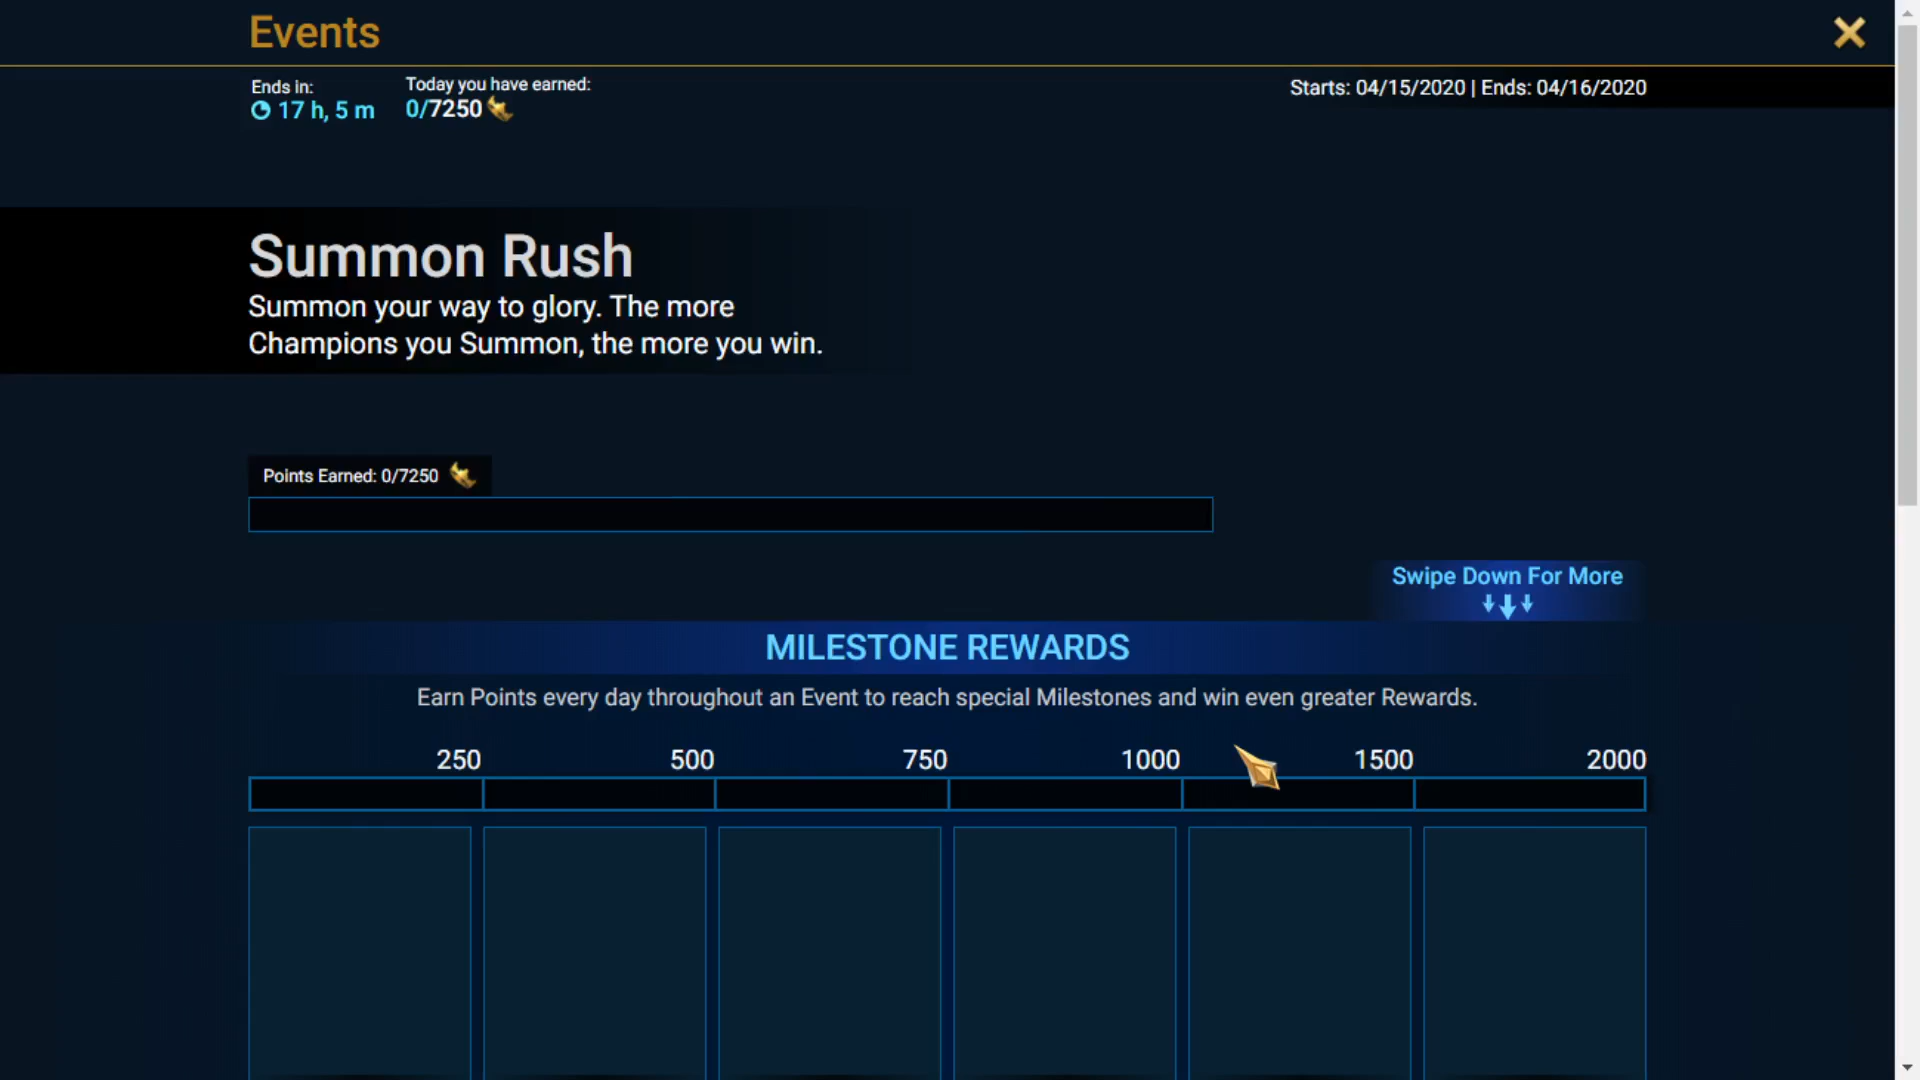 Events
Ends in:
17 h, 5 m
Today you have earned:
0/7250
Starts: 04/15/2020 | Ends: 04/16/2020
Summon Rush
Summon your way to glory. The more
Champions you Summon, the more you win.
Points Earned: 0/7250
Swipe Down For More
MILESTONE REWARDS
Earn Points every day throughout an Event to reach special Milestones and win even greater Rewards.
250 500 750 1000 1500 2000